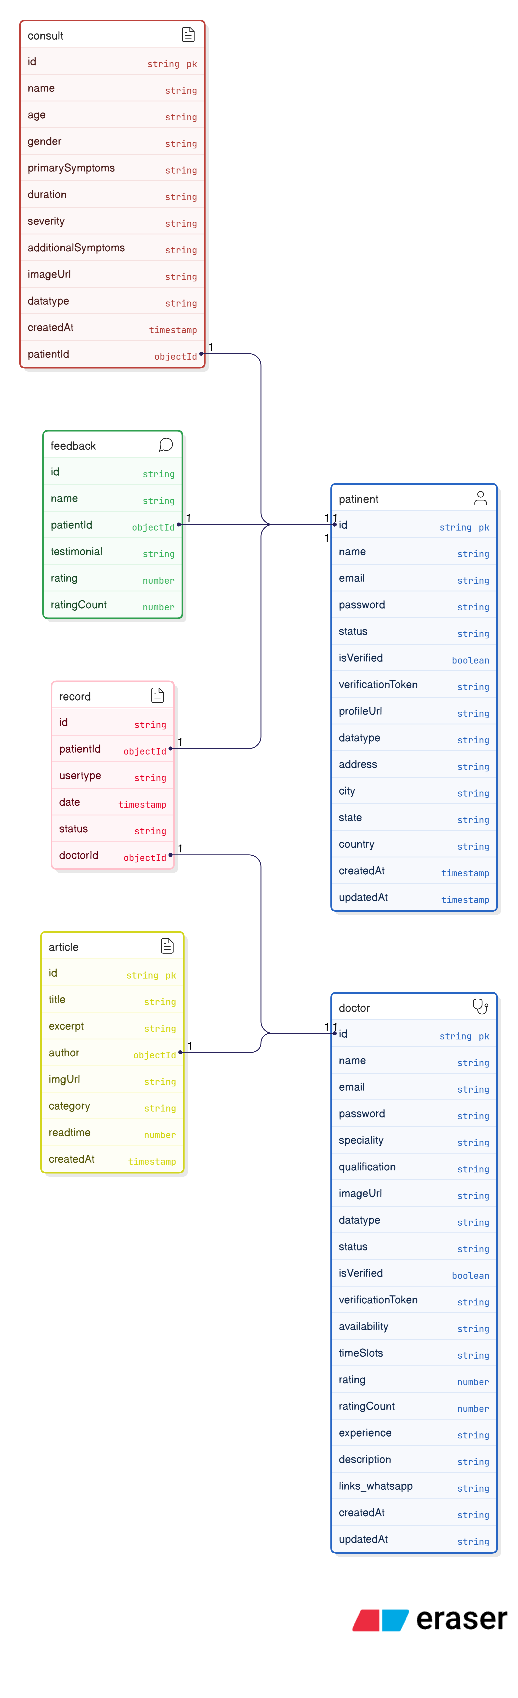 consult
id string pk
name string
age string
gender string
primarySymptoms string
duration string
severity string
additionalSymptoms string
imageUrl string
datatype string
createdAt timestamp
patientId objectId
1
feedback
id string
name string
patientId objectId
1
testimonial string
rating number
ratingCount number
patinent
1 1
id string pk
1
name string
email string
password string
status string
isVerified boolean
verificationToken string
profileUrl string
datatype string
address string
city string
state string
country string
createdAt timestamp
updatedAt timestamp
record
id string
patientId objectId
1
usertype string
date timestamp
status string
doctorId objectId
1
article
id string pk
title string
excerpt string
author objectId
1
imgUrl string
category string
readtime number
createdAt timestamp
doctor
1 1
id string pk
name string
email string
password string
speciality string
qualification string
imageUrl string
datatype string
status string
isVerified boolean
verificationToken string
availability string
timeSlots string
rating number
ratingCount number
experience string
description string
links_whatsapp string
createdAt string
updatedAt string
eraser